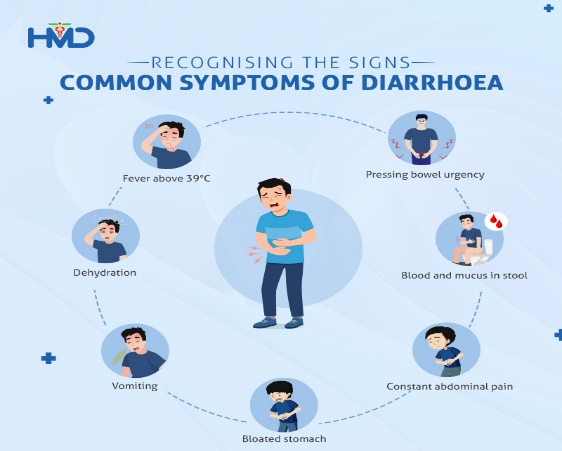 HMD
RECOGNISING THE SIGNS
COMMON SYMPTOMS OF DIARRHOEA
Fever above 39°C
Pressing bowel urgency
Dehydration
Blood and mucus in stool
Vomiting
Constant abdominal pain
Bloated stomach